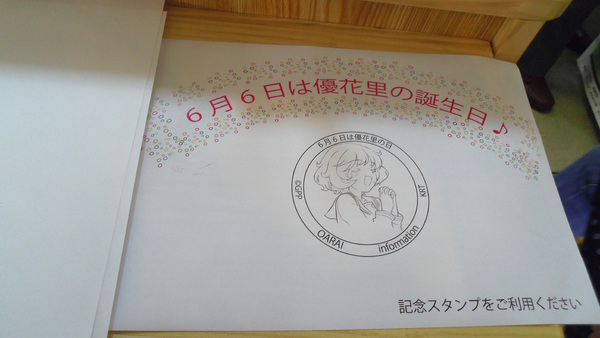 6月6日は優花里の誕生日♪
6月6日は優花里の日
©GPP
KRT
OARAI information
記念スタンプをご利用ください